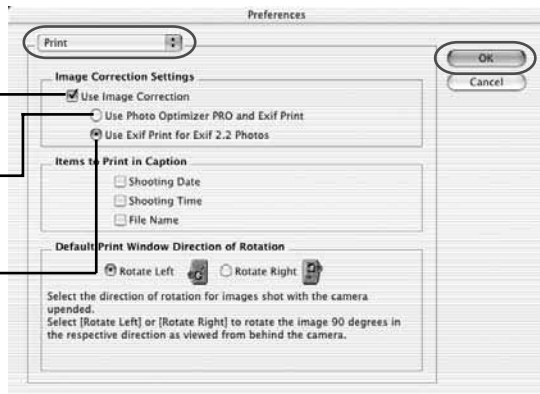 Preferences
Print
OK
Cancel
Image Correction Settings
Use Image Correction
Use Photo Optimizer PRO and Exif Print
Use Exif Print for Exif 2.2 Photos
Items to Print in Caption
Shooting Date
Shooting Time
File Name
Default Print Window Direction of Rotation
Rotate Left
Rotate Right
Select the direction of rotation for images shot with the camera
upended.
Select [Rotate Left] or [Rotate Right] to rotate the image 90 degrees in
the respective direction as viewed from behind the camera.